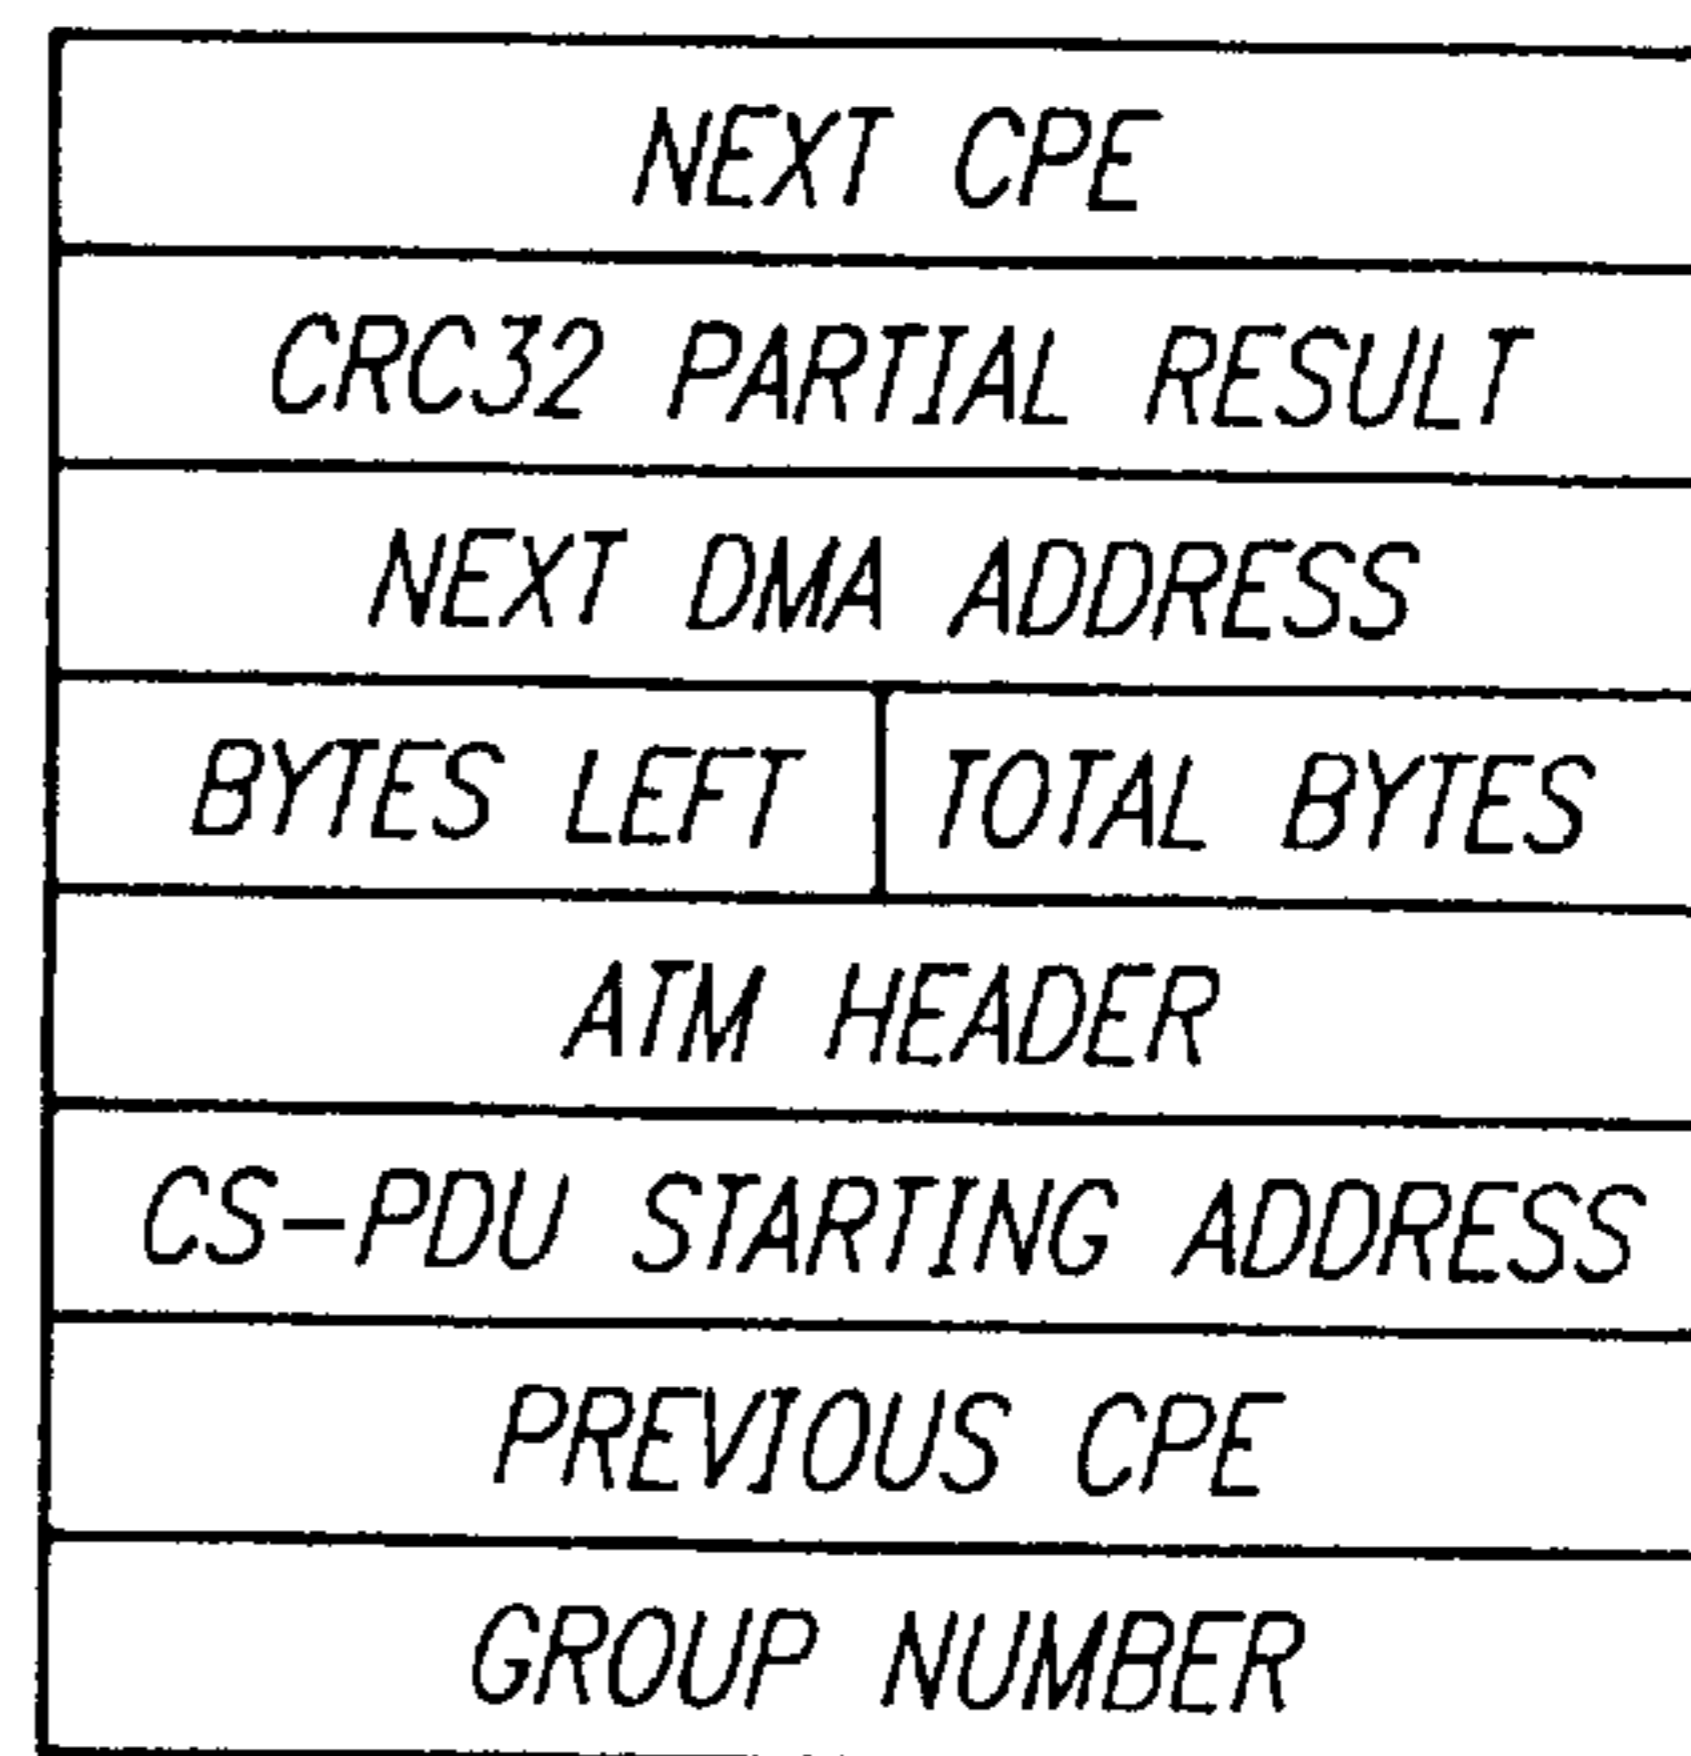 NEXT CPE
CRC32 PARTIAL RESULT
NEXT DMA ADDRESS
BYTES LEFT TOTAL BYTES
ATM HEADER
CS-PDU STARTING ADDRESS
PREVIOUS CPE
GROUP NUMBER